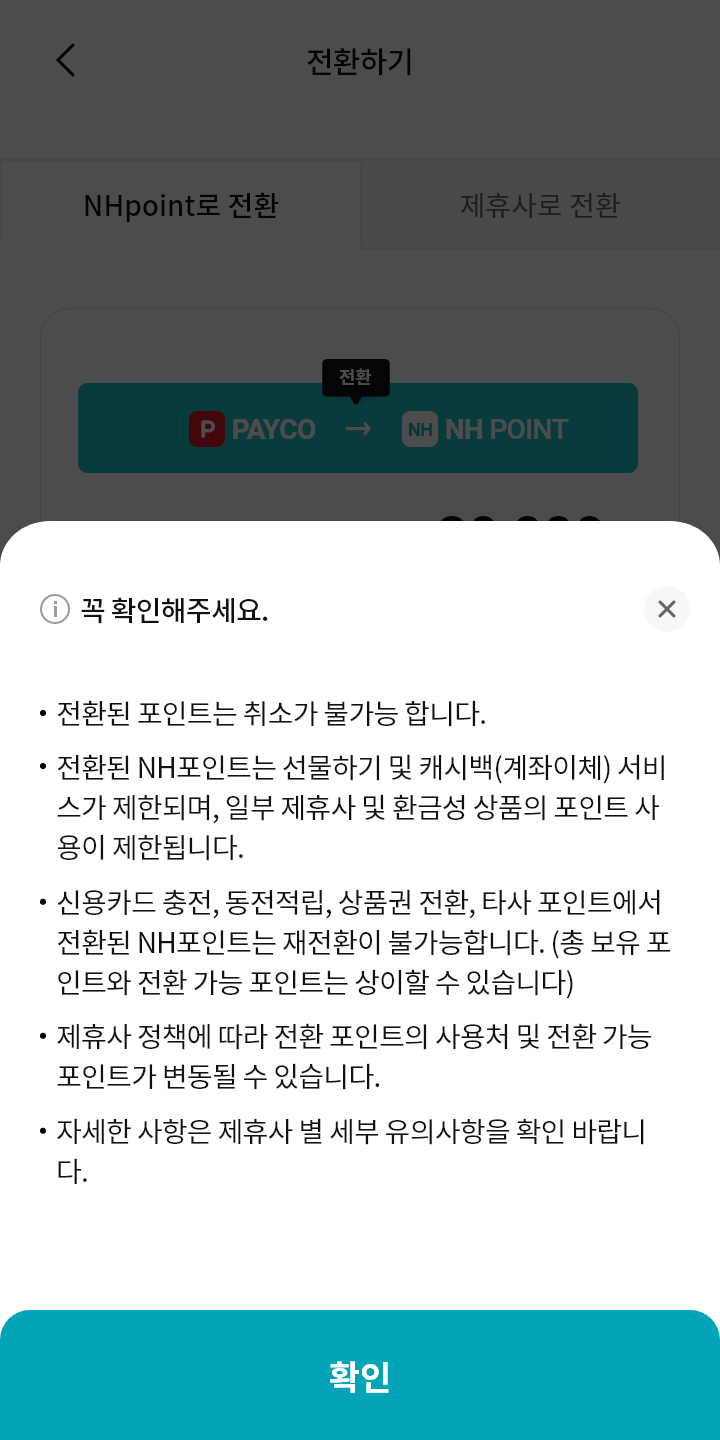 전환하기
NHpoint로 전환
제휴사로 전환
전환
P PAYCO → NH NH POINT
꼭 확인해주세요.
• 전환된 포인트는 취소가 불가능 합니다.
• 전환된 NH포인트는 선물하기 및 캐시백(계좌이체) 서비
스가 제한되며, 일부 제휴사 및 환금성 상품의 포인트 사
용이 제한됩니다.
• 신용카드 충전, 동전적립, 상품권 전환, 타사 포인트에서
전환된 NH포인트는 재전환이 불가능합니다. (총 보유 포
인트와 전환 가능 포인트는 상이할 수 있습니다)
• 제휴사 정책에 따라 전환 포인트의 사용처 및 전환 가능
포인트가 변동될 수 있습니다.
• 자세한 사항은 제휴사 별 세부 유의사항을 확인 바랍니
다.
확인